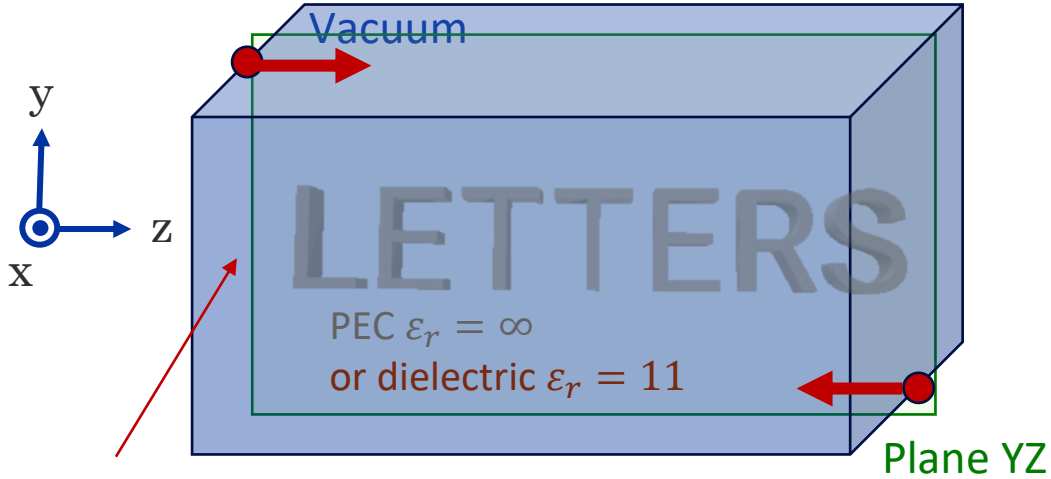 Vacuum
y
z
x
LETTERS
PEC 𝜀𝑟 = ∞
or dielectric 𝜀𝑟 = 11
Plane YZ